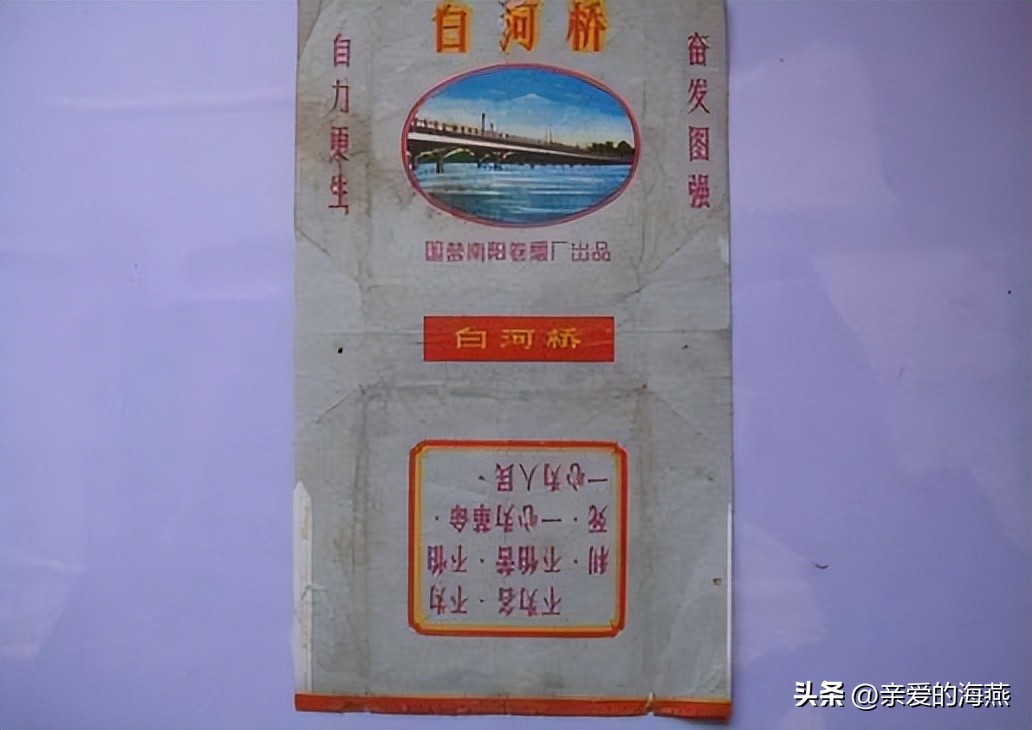 白河桥
自力更生
奋发图强
国营南阳卷烟厂出品
白河桥
不为名·不为
利·不怕苦·不怕
死·一心为革命·
一心为人民·
头条 @亲爱的海燕